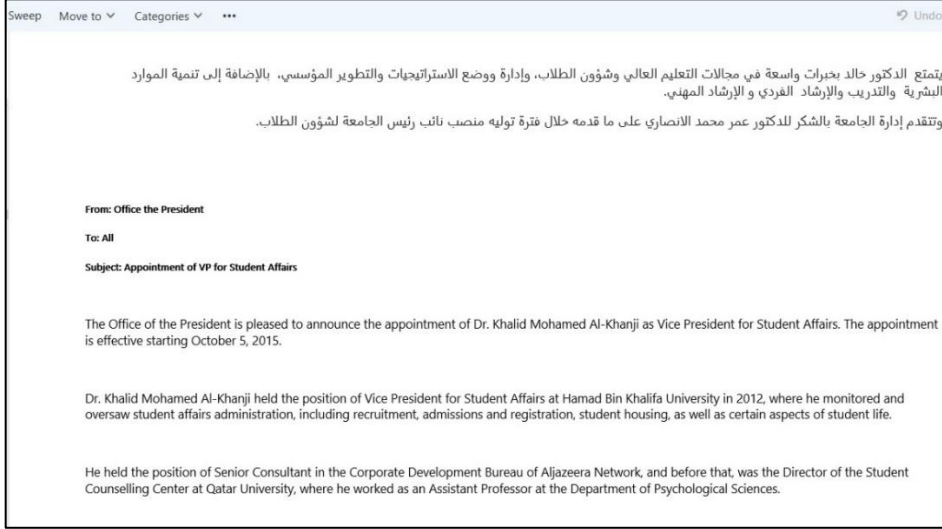 Sweep Move to Categories ••• Undo
يتمتع الدكتور خالد بخبرات واسعة في مجالات التعليم العالي وشؤون الطلاب، وإدارة ووضع الاستراتيجيات والتطوير المؤسسي، بالإضافة إلى تنمية الموارد
البشرية والتدريب والإرشاد الفردي و الإرشاد المهني.
وتتقدم إدارة الجامعة بالشكر للدكتور عمر محمد الانصاري على ما قدمه خلال فترة توليه منصب نائب رئيس الجامعة لشؤون الطلاب.
From: Office the President
To: All
Subject: Appointment of VP for Student Affairs
The Office of the President is pleased to announce the appointment of Dr. Khalid Mohamed Al-Khanji as Vice President for Student Affairs. The appointment
is effective starting October 5, 2015.
Dr. Khalid Mohamed Al-Khanji held the position of Vice President for Student Affairs at Hamad Bin Khalifa University in 2012, where he monitored and
oversaw student affairs administration, including recruitment, admissions and registration, student housing, as well as certain aspects of student life.
He held the position of Senior Consultant in the Corporate Development Bureau of Aljazeera Network, and before that, was the Director of the Student
Counselling Center at Qatar University, where he worked as an Assistant Professor at the Department of Psychological Sciences.